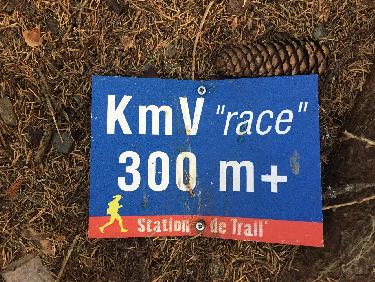 KmV "race"
300 m+
Station de Trail®